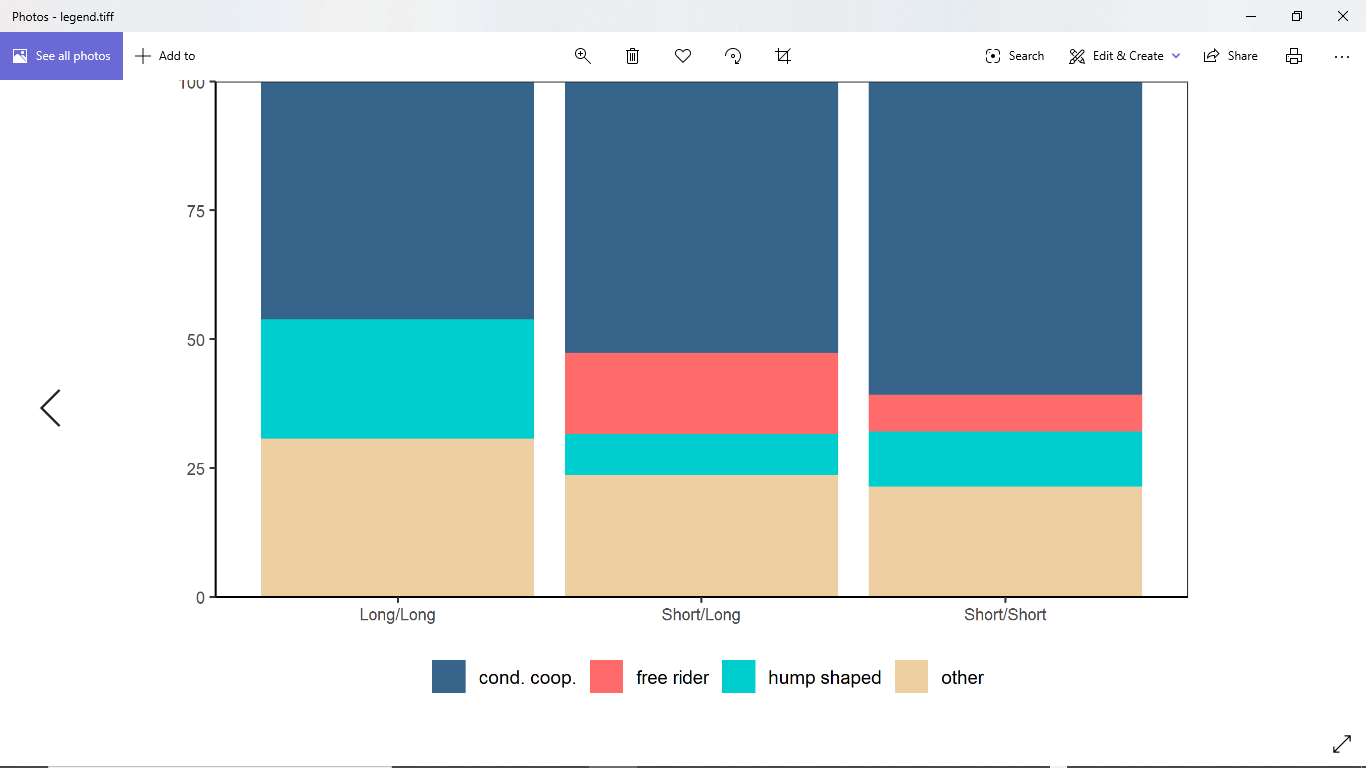 Photos - legend.tiff
See all photos
Add to
Search
Edit & Create
Share
100
75
50
25
0
Long/Long Short/Long Short/Short
cond. coop. free rider hump shaped other